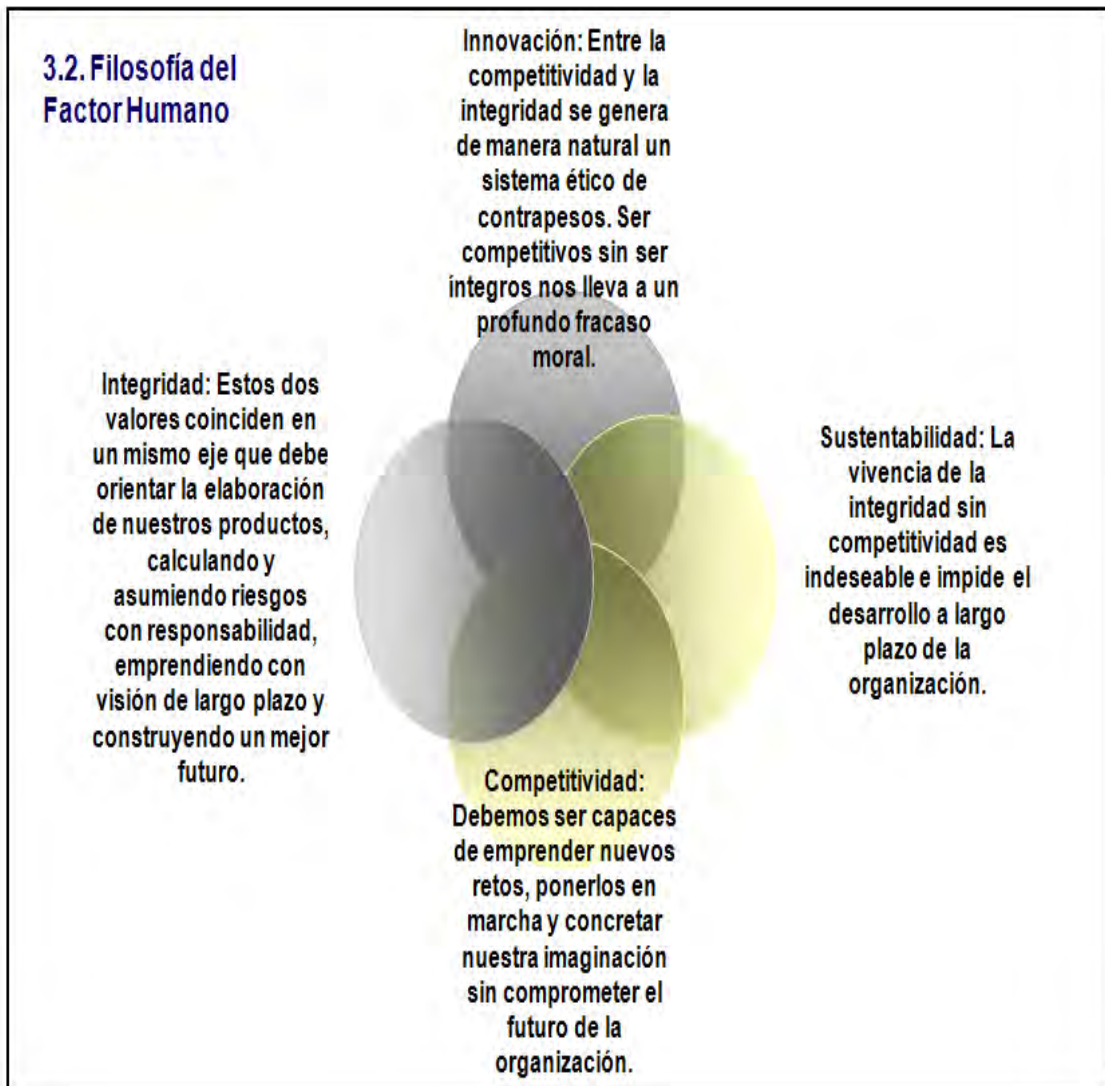 3.2. Filosofía del
Factor Humano
Innovación: Entre la
competitividad y la
integridad se genera
de manera natural un
sistema ético de
contrapesos. Ser
competitivos sin ser
íntegros nos lleva a un
profundo fracaso
moral.
Integridad: Estos dos
valores coinciden en
un mismo eje que debe
orientar la elaboración
de nuestros productos,
calculando y
asumiendo riesgos
con responsabilidad,
emprendiendo con
visión de largo plazo y
construyendo un mejor
futuro.
Sustentabilidad: La
vivencia de la
integridad sin
competitividad es
indeseable e impide el
desarrollo a largo
plazo de la
organización.
Competitividad:
Debemos ser capaces
de emprender nuevos
retos, ponerlos en
marcha y concretar
nuestra imaginación
sin comprometer el
futuro de la
organización.